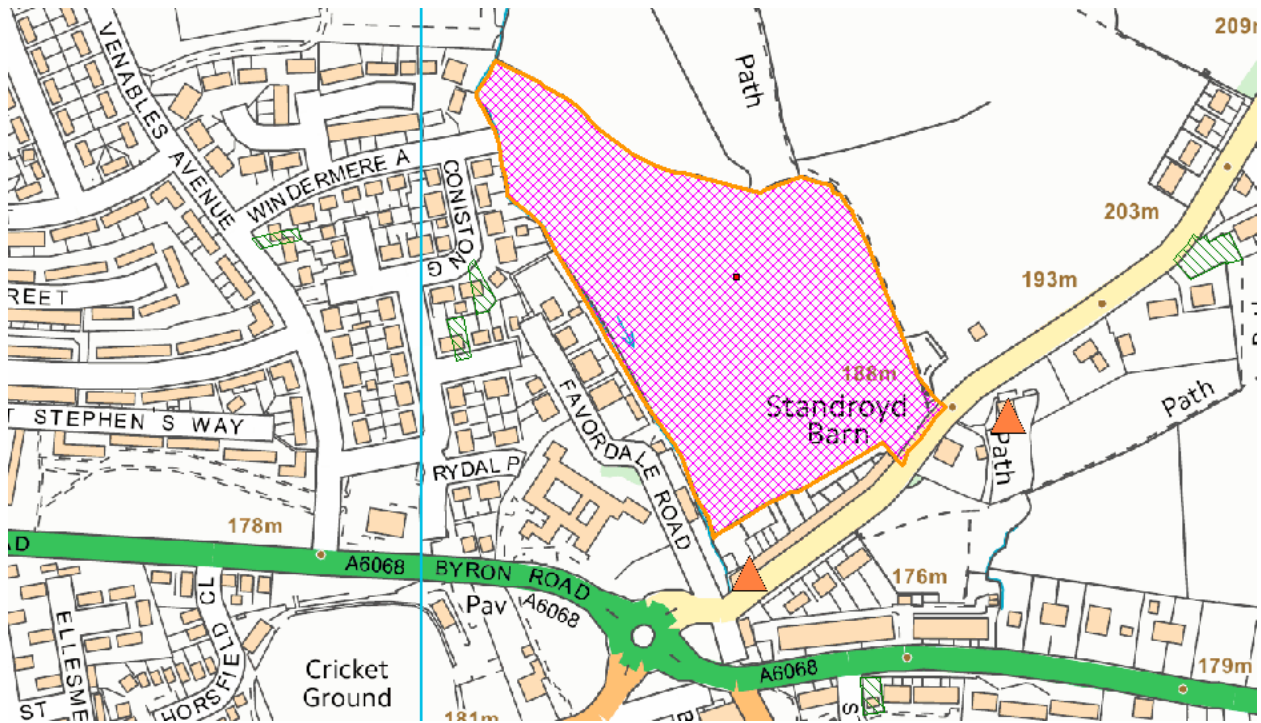 209m
VENABLES
AVENUE
Path
WINDERMERE A
CONISTON
G
203m
193m
REET
188m
Standroyd
Barn
Path
Path
T STEPHEN'S WAY
FAVORDALE ROAD
RYDAL P
178m
AD
A6068
BYRON ROAD
A6068
Pav
176m
ELLESME
HORSFIELD CL
Cricket
Ground
A6068
179m
ST
181m
S